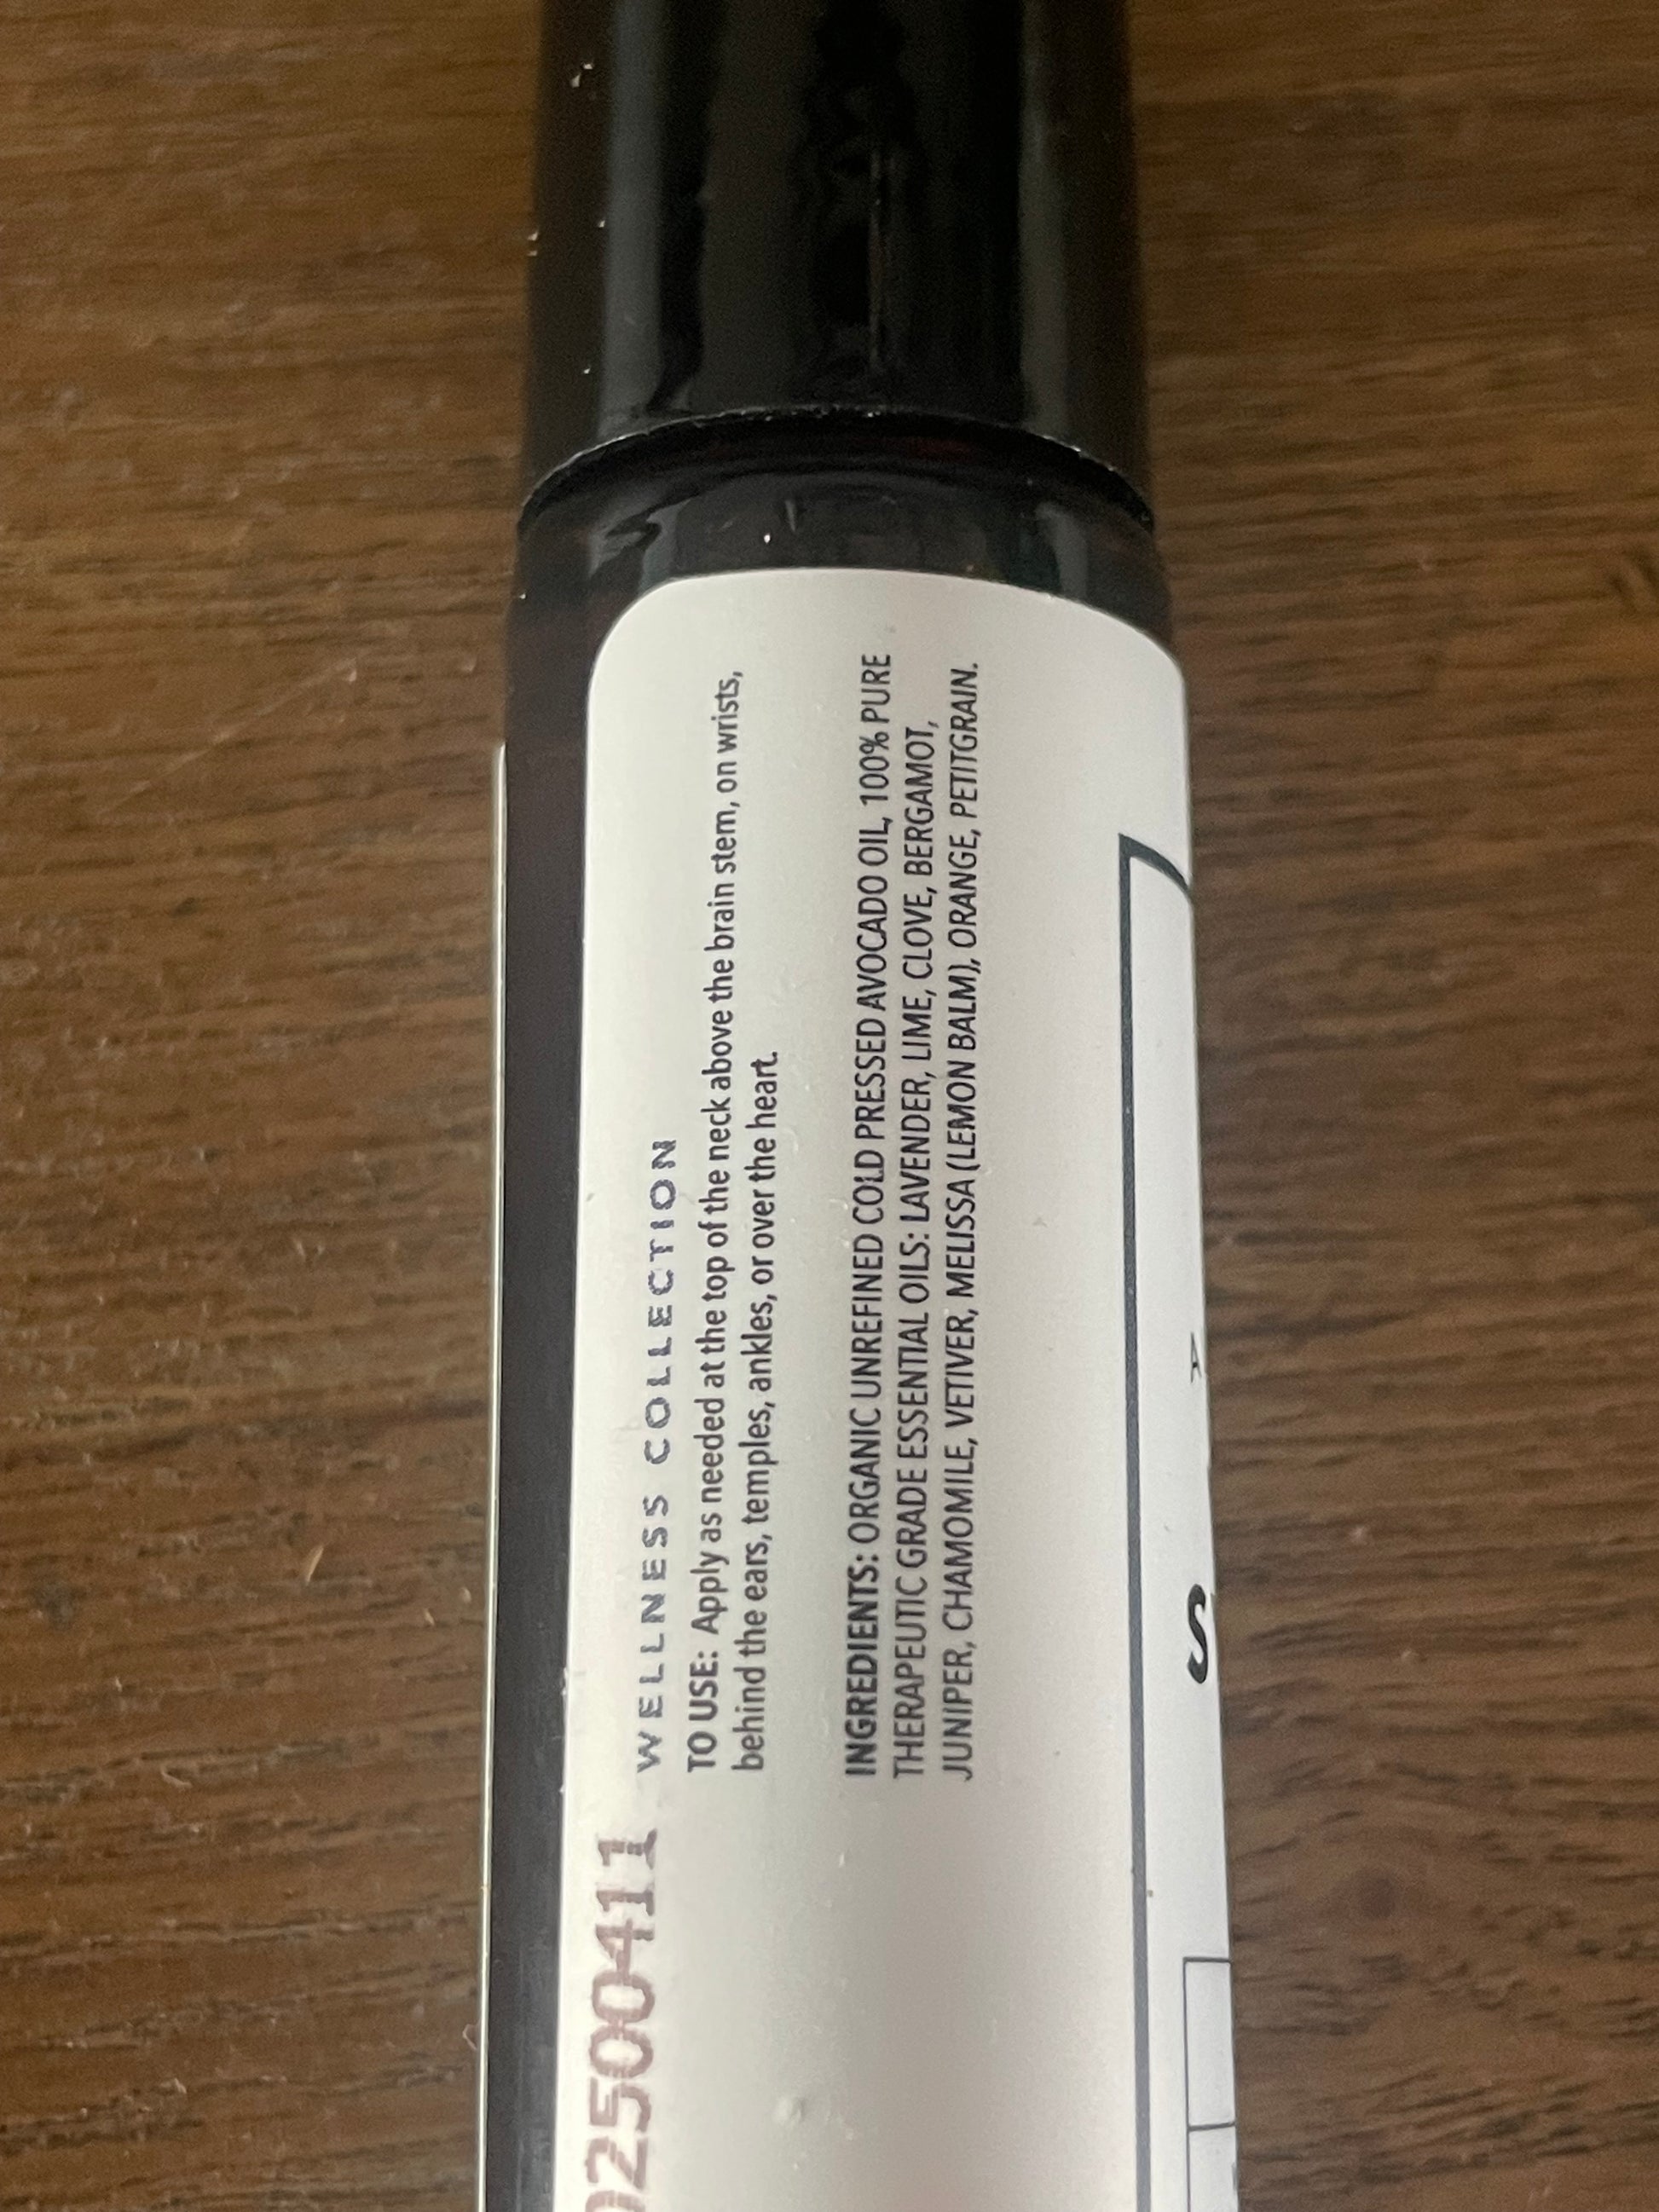 WELLNESS COLLECTION
TO USE: Apply as needed at the top of the neck above the brain stem, on wrists,
behind the ears, temples, ankles, or over the heart.
INGREDIENTS: ORGANIC UNREFINED COLD PRESSED AVOCADO OIL, 100% PURE
THERAPEUTIC GRADE ESSENTIAL OILS: LAVENDER, LIME, CLOVE, BERGAMOT,
JUNIPER, CHAMOMILE, VETIVER, MELISSA (LEMON BALM), ORANGE, PETITGRAIN.
0250411
A
S